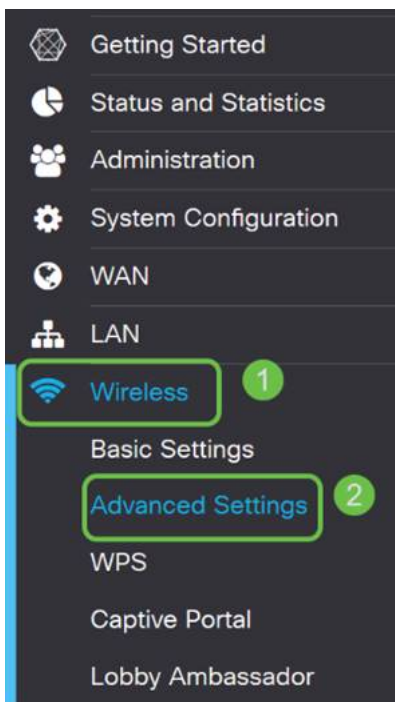 Getting Started
Status and Statistics
Administration
System Configuration
WAN
LAN
Wireless 1
Basic Settings
Advanced Settings 2
WPS
Captive Portal
Lobby Ambassador